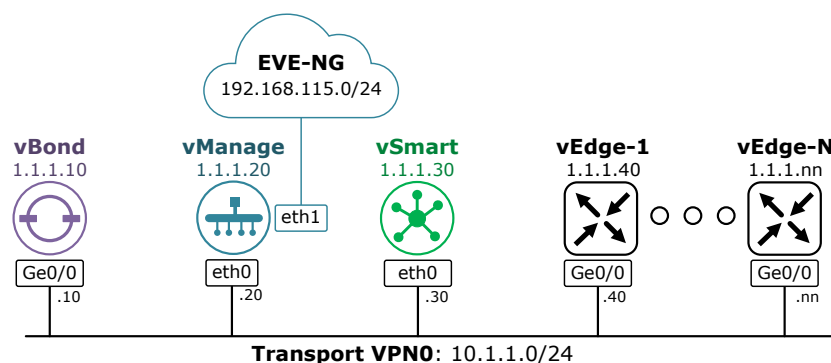 EVE-NG
192.168.115.0/24
vBond
1.1.1.10
vManage
1.1.1.20
vSmart
1.1.1.30
vEdge-1
1.1.1.40
vEdge-N
1.1.1.nn
eth1
Ge0/0
.10
eth0
.20
eth0
.30
Ge0/0
.40
Ge0/0
.nn
Transport VPN0: 10.1.1.0/24